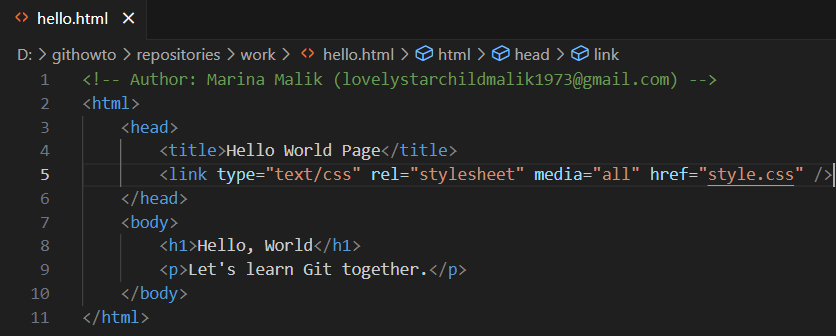 hello.html ×
D: > githowto > repositories > work > <> hello.html > html > head > link
1 <!-- Author: Marina Malik (lovelystarchildmalik1973@gmail.com) -->
2 <html>
3 <head>
4 <title>Hello World Page</title>
5 <link type="text/css" rel="stylesheet" media="all" href="style.css" />
6 </head>
7 <body>
8 <h1>Hello, World</h1>
9 <p>Let's learn Git together.</p>
10 </body>
11 </html>